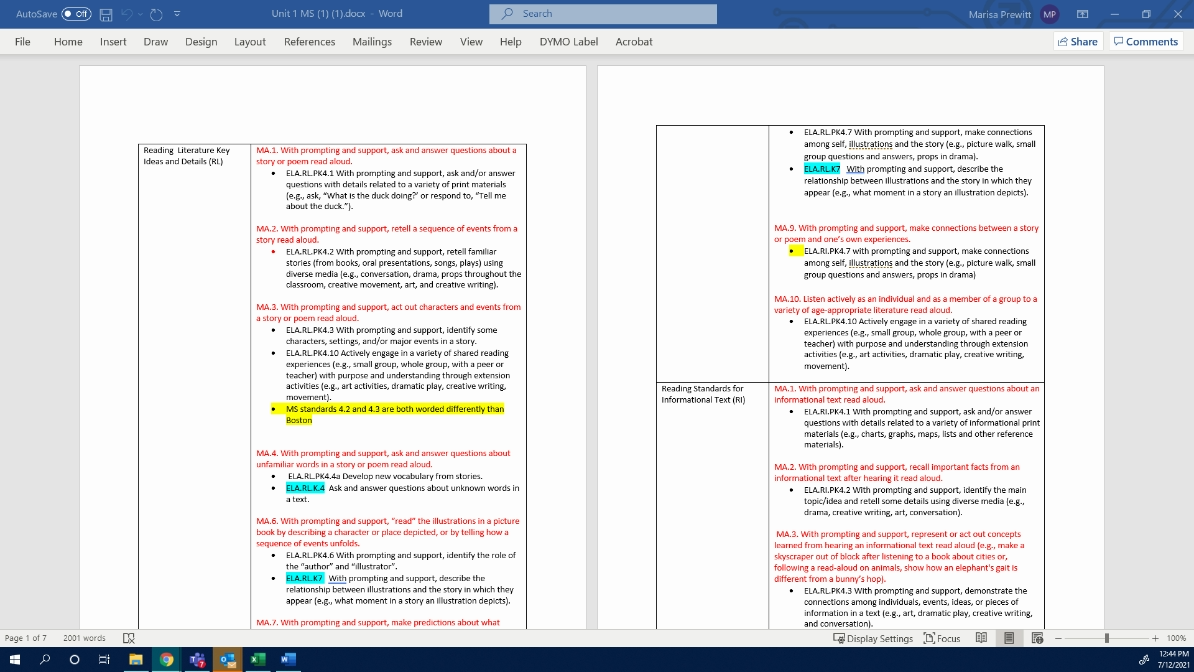 AutoSave Off
Unit 1 MS (1) (1).docx - Word
Search
Marisa Prewitt MP
File Home Insert Draw Design Layout References Mailings Review View Help DYMO Label Acrobat
Share Comments
Reading Literature Key
Ideas and Details (RL)
MA.1. With prompting and support, ask and answer questions about a
story or poem read aloud.
• ELA.RL.PK4.1 With prompting and support, ask and/or answer
questions with details related to a variety of print materials
(e.g., ask, “What is the duck doing?’ or respond to, “Tell me
about the duck.”).
MA.2. With prompting and support, retell a sequence of events from a
story read aloud.
• ELA.RL.PK4.2 With prompting and support, retell familiar
stories (from books, oral presentations, songs, plays) using
diverse media (e.g., conversation, drama, props throughout the
classroom, creative movement, art, and creative writing).
MA.3. With prompting and support, act out characters and events from
a story or poem read aloud.
• ELA.RL.PK4.3 With prompting and support, identify some
characters, settings, and/or major events in a story.
• ELA.RL.PK4.10 Actively engage in a variety of shared reading
experiences (e.g., small group, whole group, with a peer or
teacher) with purpose and understanding through extension
activities (e.g., art activities, dramatic play, creative writing,
movement).
• MS standards 4.2 and 4.3 are both worded differently than
Boston
MA.4. With prompting and support, ask and answer questions about
unfamiliar words in a story or poem read aloud.
• ELA.RL.PK4.4a Develop new vocabulary from stories.
• ELA.RL.K.4 Ask and answer questions about unknown words in
a text.
MA.6. With prompting and support, “read” the illustrations in a picture
book by describing a character or place depicted, or by telling how a
sequence of events unfolds.
• ELA.RL.PK4.6 With prompting and support, identify the role of
the “author” and “illustrator”.
• ELA.RL.K7 With prompting and support, describe the
relationship between illustrations and the story in which they
appear (e.g., what moment in a story an illustration depicts).
MA.7. With prompting and support, make predictions about what
• ELA.RL.PK4.7 With prompting and support, make connections
among self, illustrations and the story (e.g., picture walk, small
group questions and answers, props in drama).
• ELA.RL.K7 With prompting and support, describe the
relationship between illustrations and the story in which they
appear (e.g., what moment in a story an illustration depicts).
MA.9. With prompting and support, make connections between a story
or poem and one’s own experiences.
• ELA.RI.PK4.7 with prompting and support, make connections
among self, illustrations and the story (e.g., picture walk, small
group questions and answers, props in drama)
MA.10. Listen actively as an individual and as a member of a group to a
variety of age-appropriate literature read aloud.
• ELA.RL.PK4.10 Actively engage in a variety of shared reading
experiences (e.g., small group, whole group, with a peer or
teacher) with purpose and understanding through extension
activities (e.g., art activities, dramatic play, creative writing,
movement).
Reading Standards for
Informational Text (RI)
MA.1. With prompting and support, ask and answer questions about an
informational text read aloud.
• ELA.RI.PK4.1 With prompting and support, ask and/or answer
questions with details related to a variety of informational print
materials (e.g., charts, graphs, maps, lists and other reference
materials).
MA.2. With prompting and support, recall important facts from an
informational text after hearing it read aloud.
• ELA.RI.PK4.2 With prompting and support, identify the main
topic/idea and retell some details using diverse media (e.g.,
drama, creative writing, art, conversation).
MA.3. With prompting and support, represent or act out concepts
learned from hearing an informational text read aloud (e.g., make a
skyscraper out of block after listening to a book about cities or,
following a read-aloud on animals, show how an elephant’s gait is
different from a bunny’s hop).
• ELA.RL.PK4.3 With prompting and support, demonstrate the
connections among individuals, events, ideas, or pieces of
information in a text (e.g., art, dramatic play, creative writing,
and conversation).
Page 1 of 7 2001 words
Display Settings Focus
100%
12:44 PM
7/12/2021